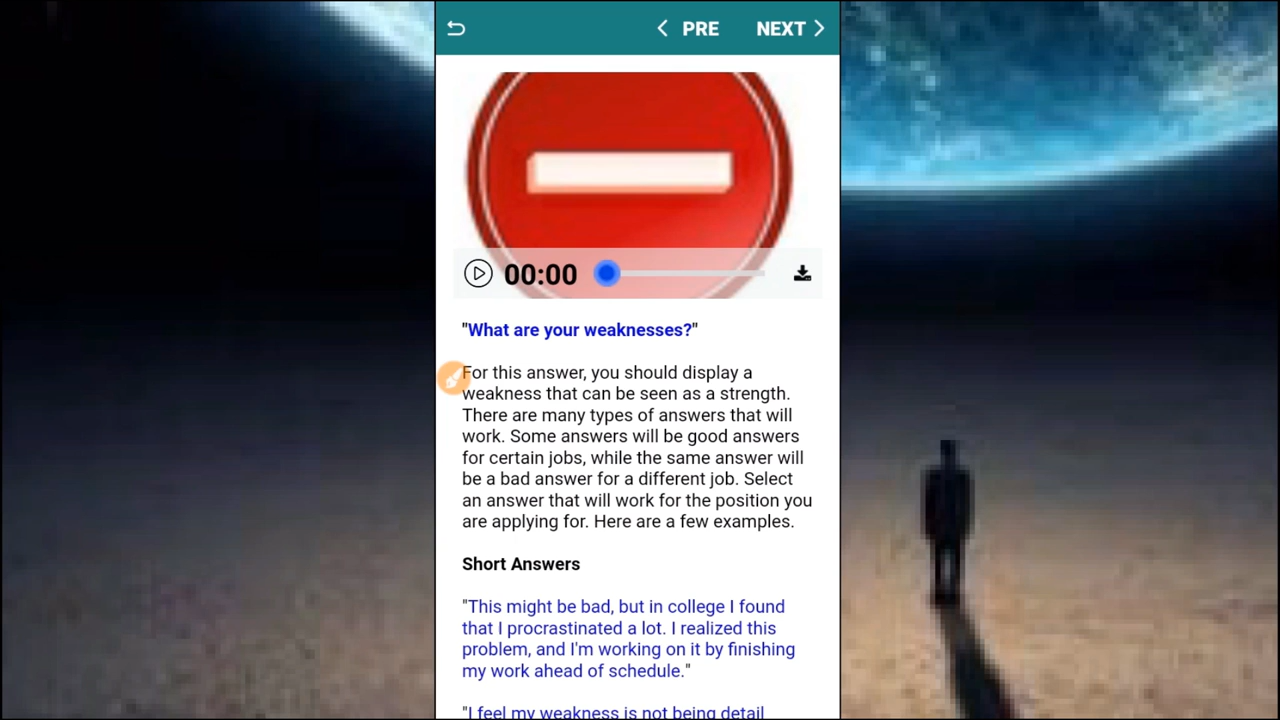 PRE NEXT
00:00
"What are your weaknesses?"
For this answer, you should display a
weakness that can be seen as a strength.
There are many types of answers that will
work. Some answers will be good answers
for certain jobs, while the same answer will
be a bad answer for a different job. Select
an answer that will work for the position you
are applying for. Here are a few examples.
Short Answers
"This might be bad, but in college I found
that I procrastinated a lot. I realized this
problem, and I'm working on it by finishing
my work ahead of schedule."
"I feel my weakness is not being detail